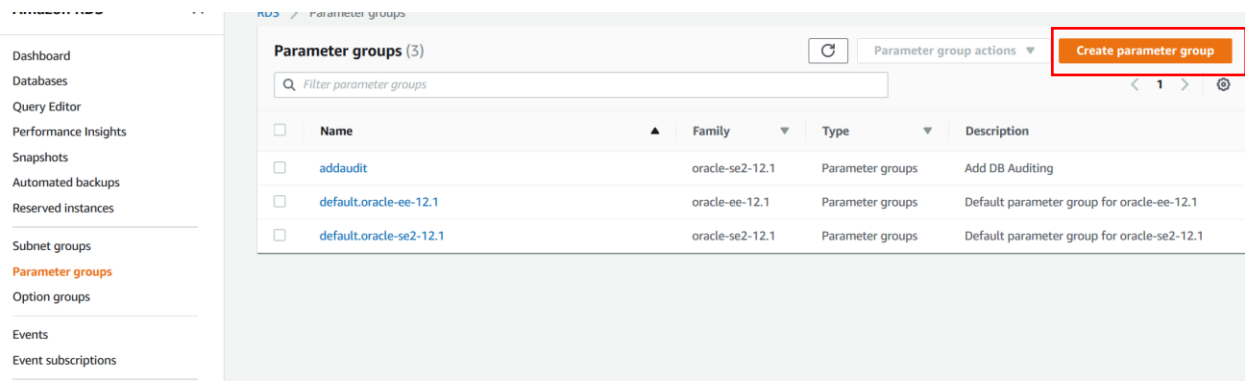 Amazon RDS
RDS / Parameter groups
Dashboard
Databases
Query Editor
Performance Insights
Snapshots
Automated backups
Reserved instances
Subnet groups
Parameter groups
Option groups
Events
Event subscriptions
Parameter groups (3)
Parameter group actions
Create parameter group
Filter parameter groups
1
Name Family Type Description
addaudit oracle-se2-12.1 Parameter groups Add DB Auditing
default.oracle-ee-12.1 oracle-ee-12.1 Parameter groups Default parameter group for oracle-ee-12.1
default.oracle-se2-12.1 oracle-se2-12.1 Parameter groups Default parameter group for oracle-se2-12.1